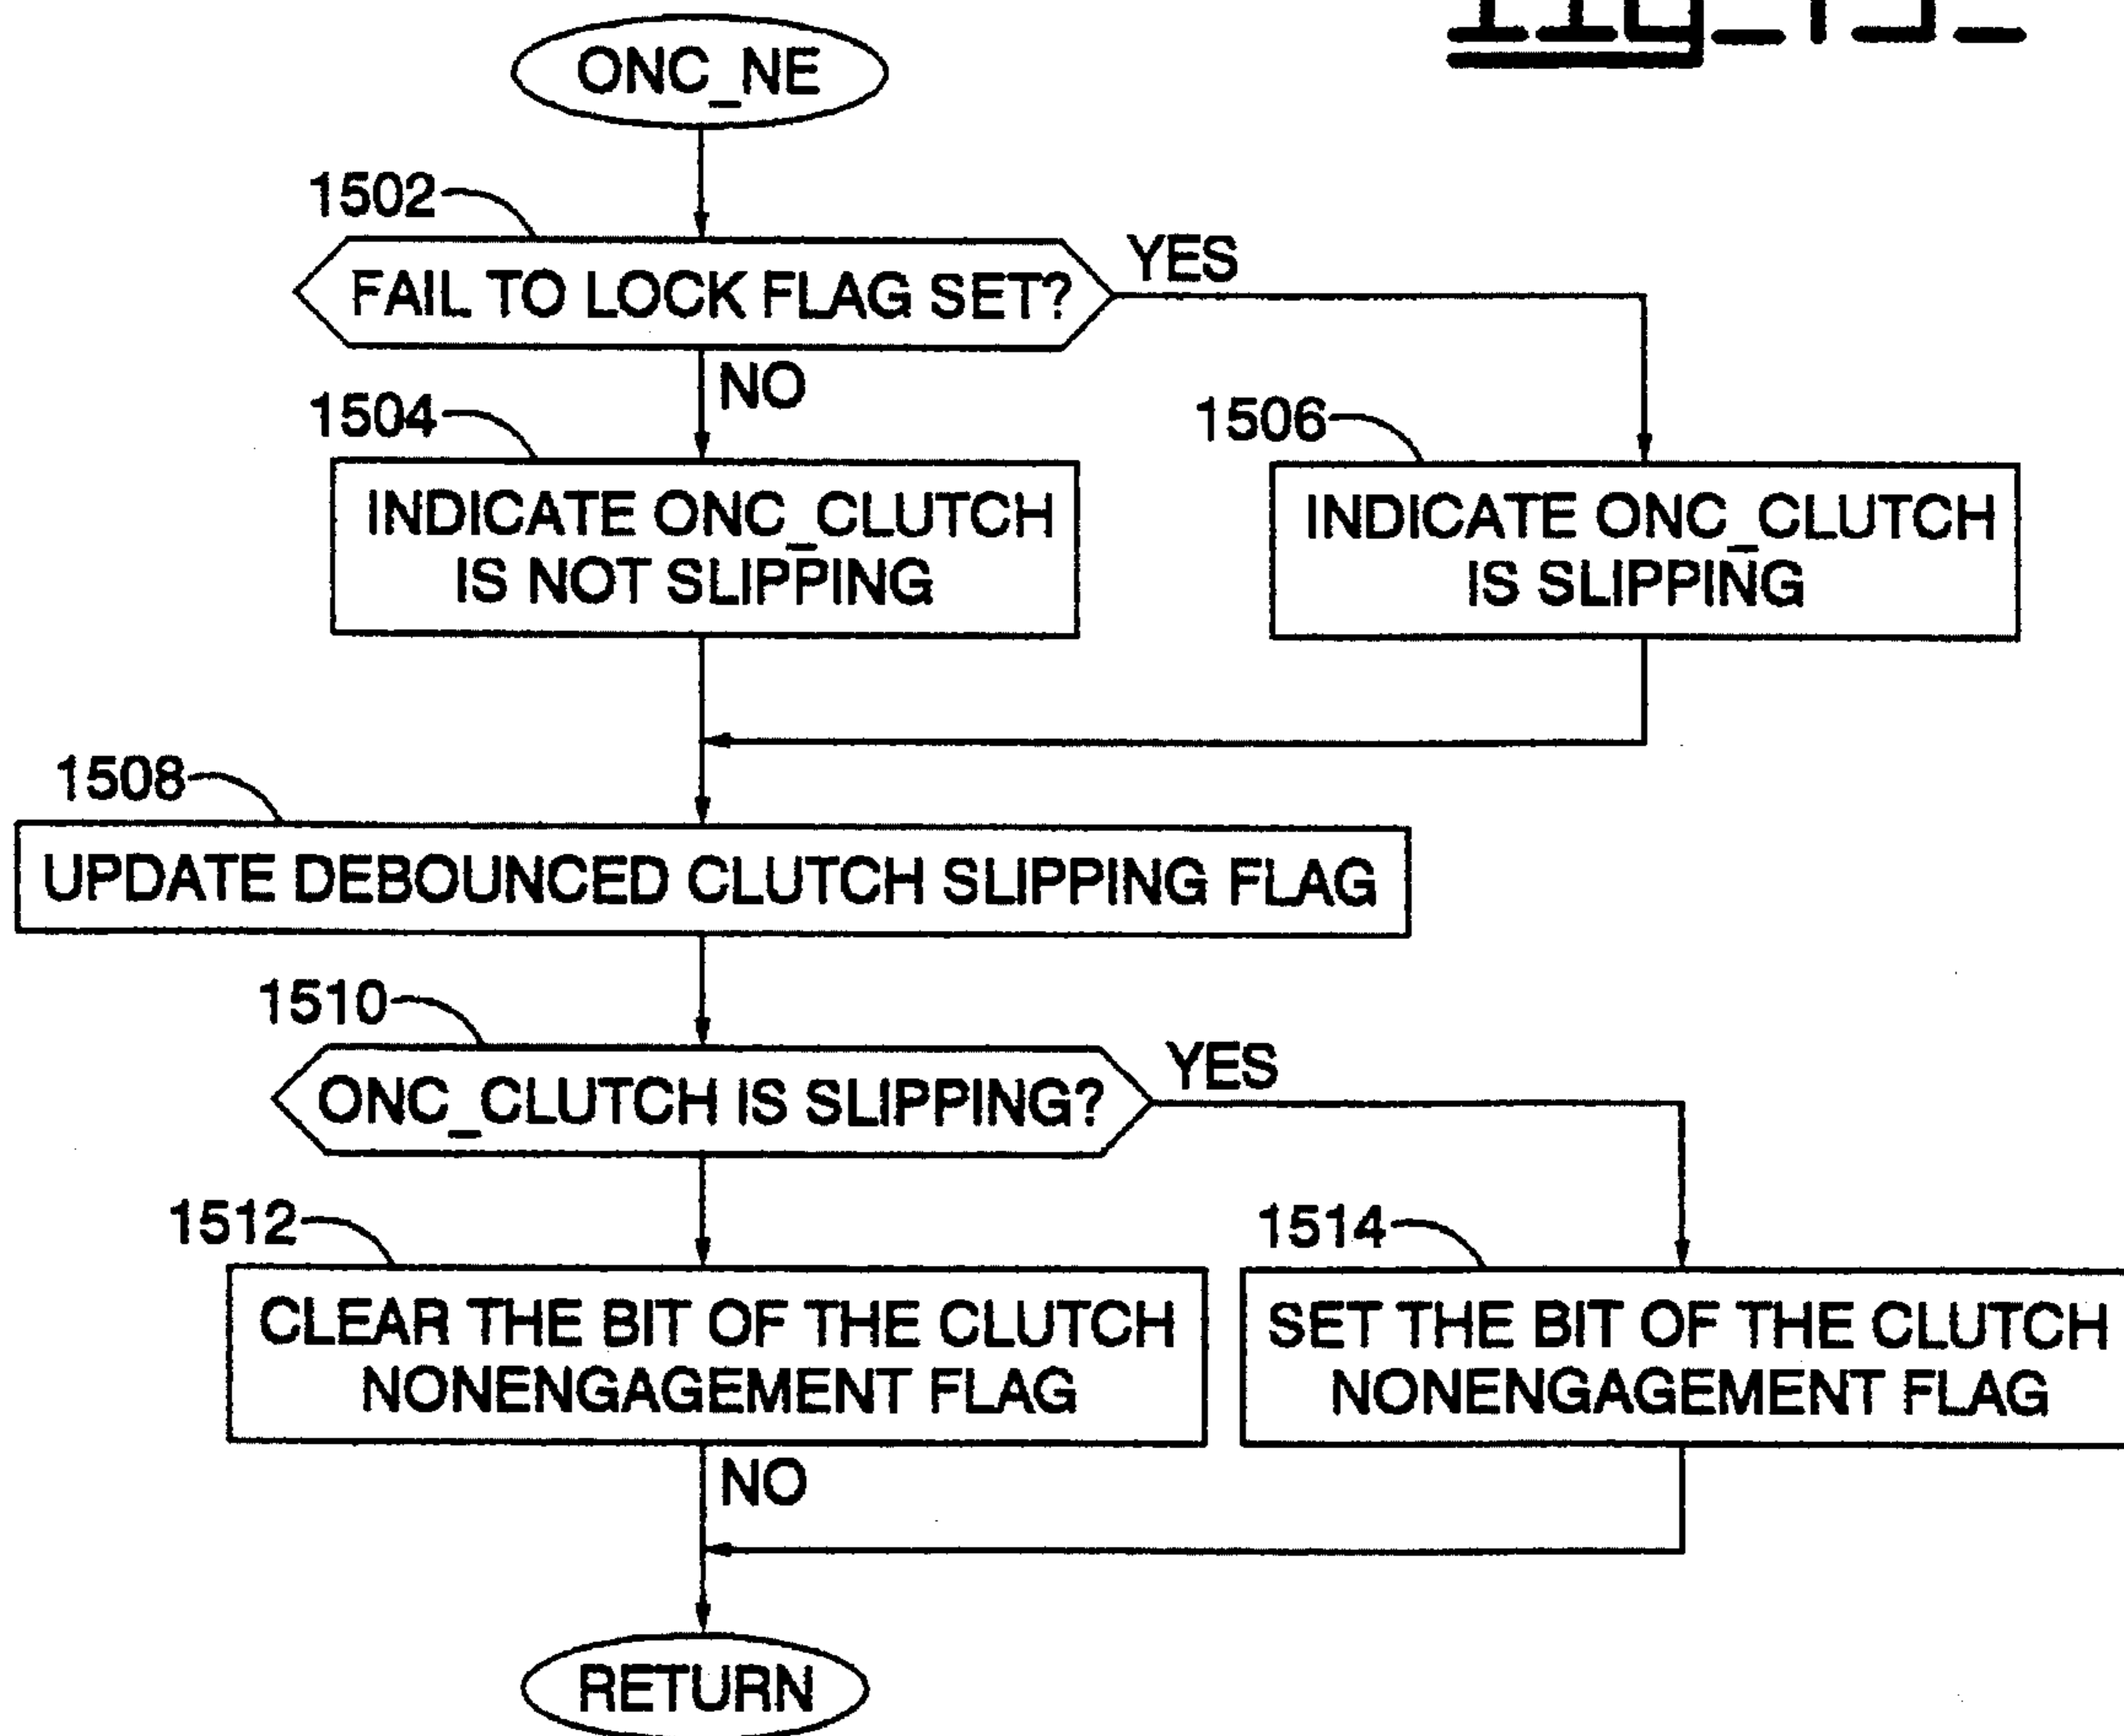 ONC_NE
1502
FAIL TO LOCK FLAG SET?
YES
NO
1504
INDICATE ONC_CLUTCH
IS NOT SLIPPING
1506
INDICATE ONC_CLUTCH
IS SLIPPING
1508
UPDATE DEBOUNCED CLUTCH SLIPPING FLAG
1510
ONC_CLUTCH IS SLIPPING?
YES
1512
CLEAR THE BIT OF THE CLUTCH
NONENGAGEMENT FLAG
1514
SET THE BIT OF THE CLUTCH
NONENGAGEMENT FLAG
NO
RETURN